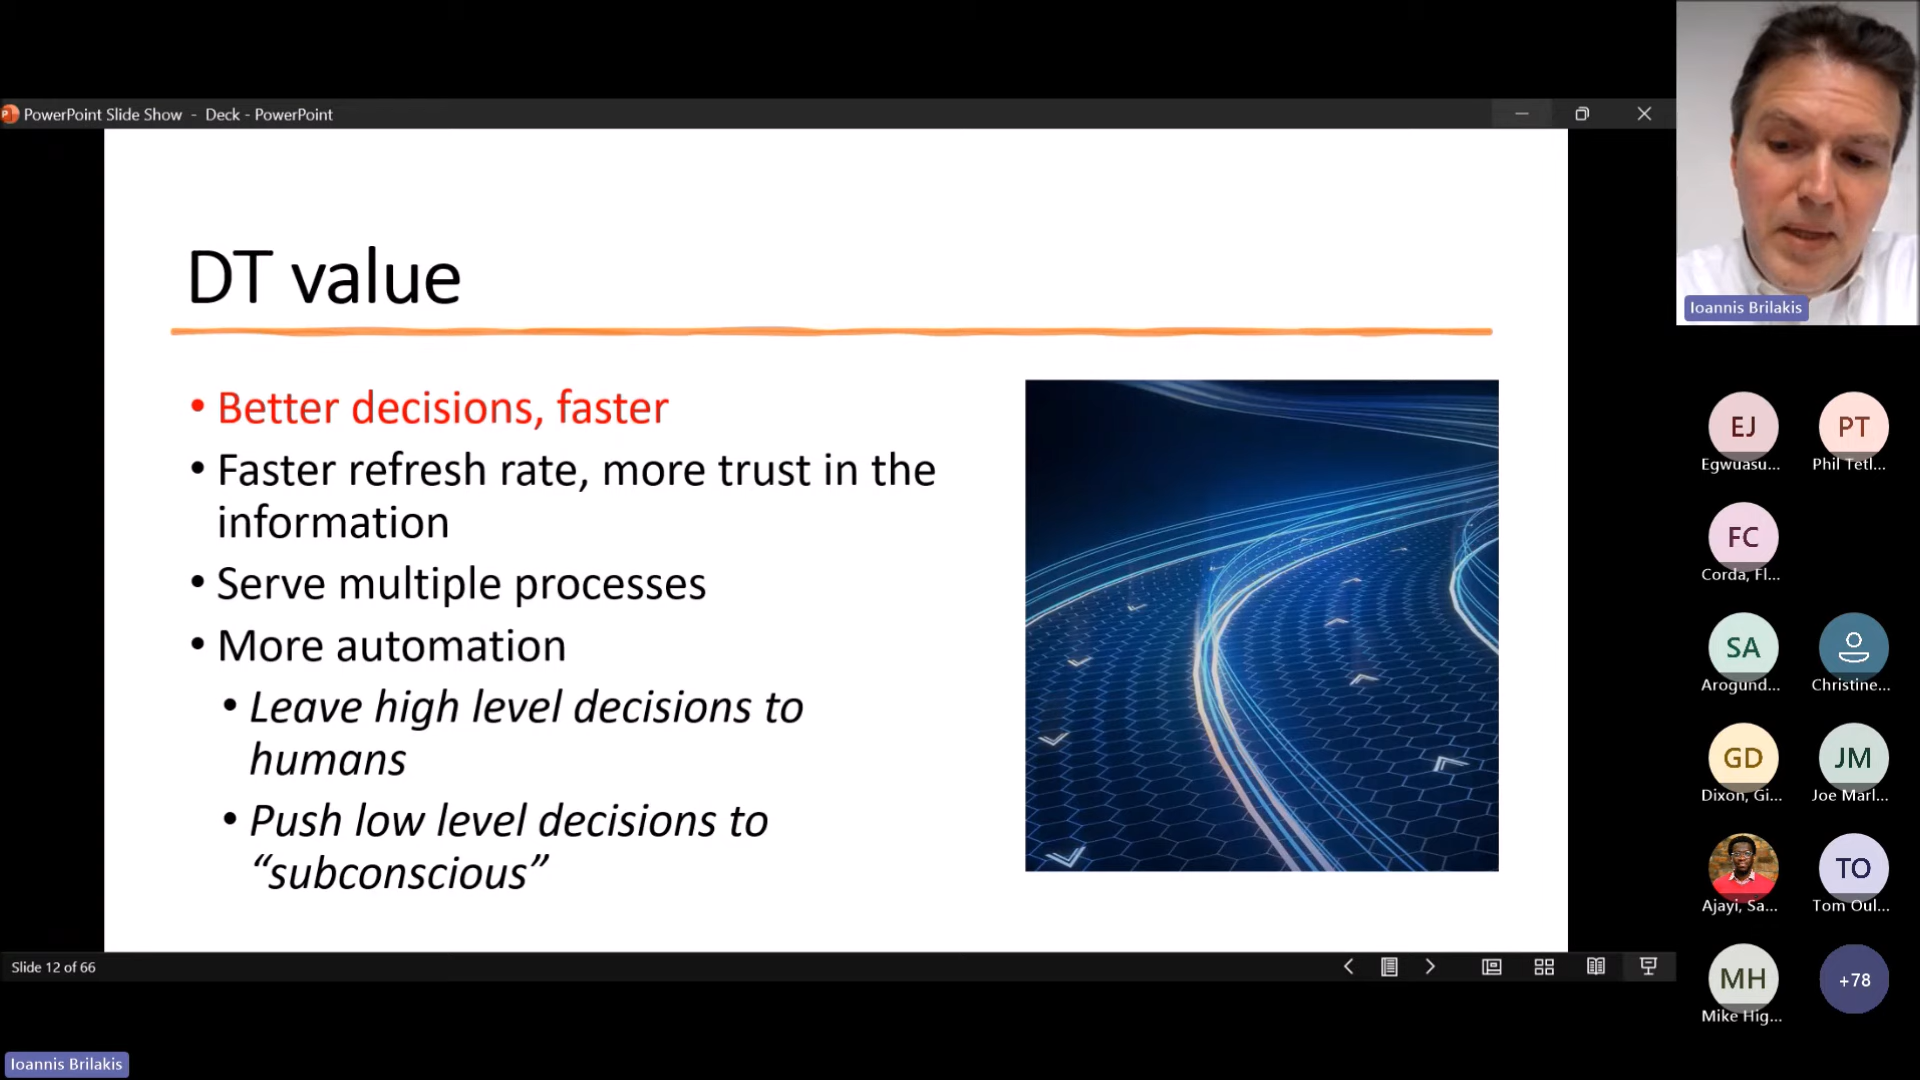 PowerPoint Slide Show - Deck - PowerPoint
DT value
• Better decisions, faster
• Faster refresh rate, more trust in the
information
• Serve multiple processes
• More automation
• Leave high level decisions to
humans
• Push low level decisions to
“subconscious”
Slide 12 of 66
Ioannis Brilakis
Ioannis Brilakis
EJ
Egwuasu...
PT
Phil Tetl...
FC
Corda, Fl...
SA
Arogund...
Christine...
GD
Dixon, Gi...
JM
Joe Marl...
Ajayi, Sa...
TO
Tom Oul...
MH
Mike Hig...
+78